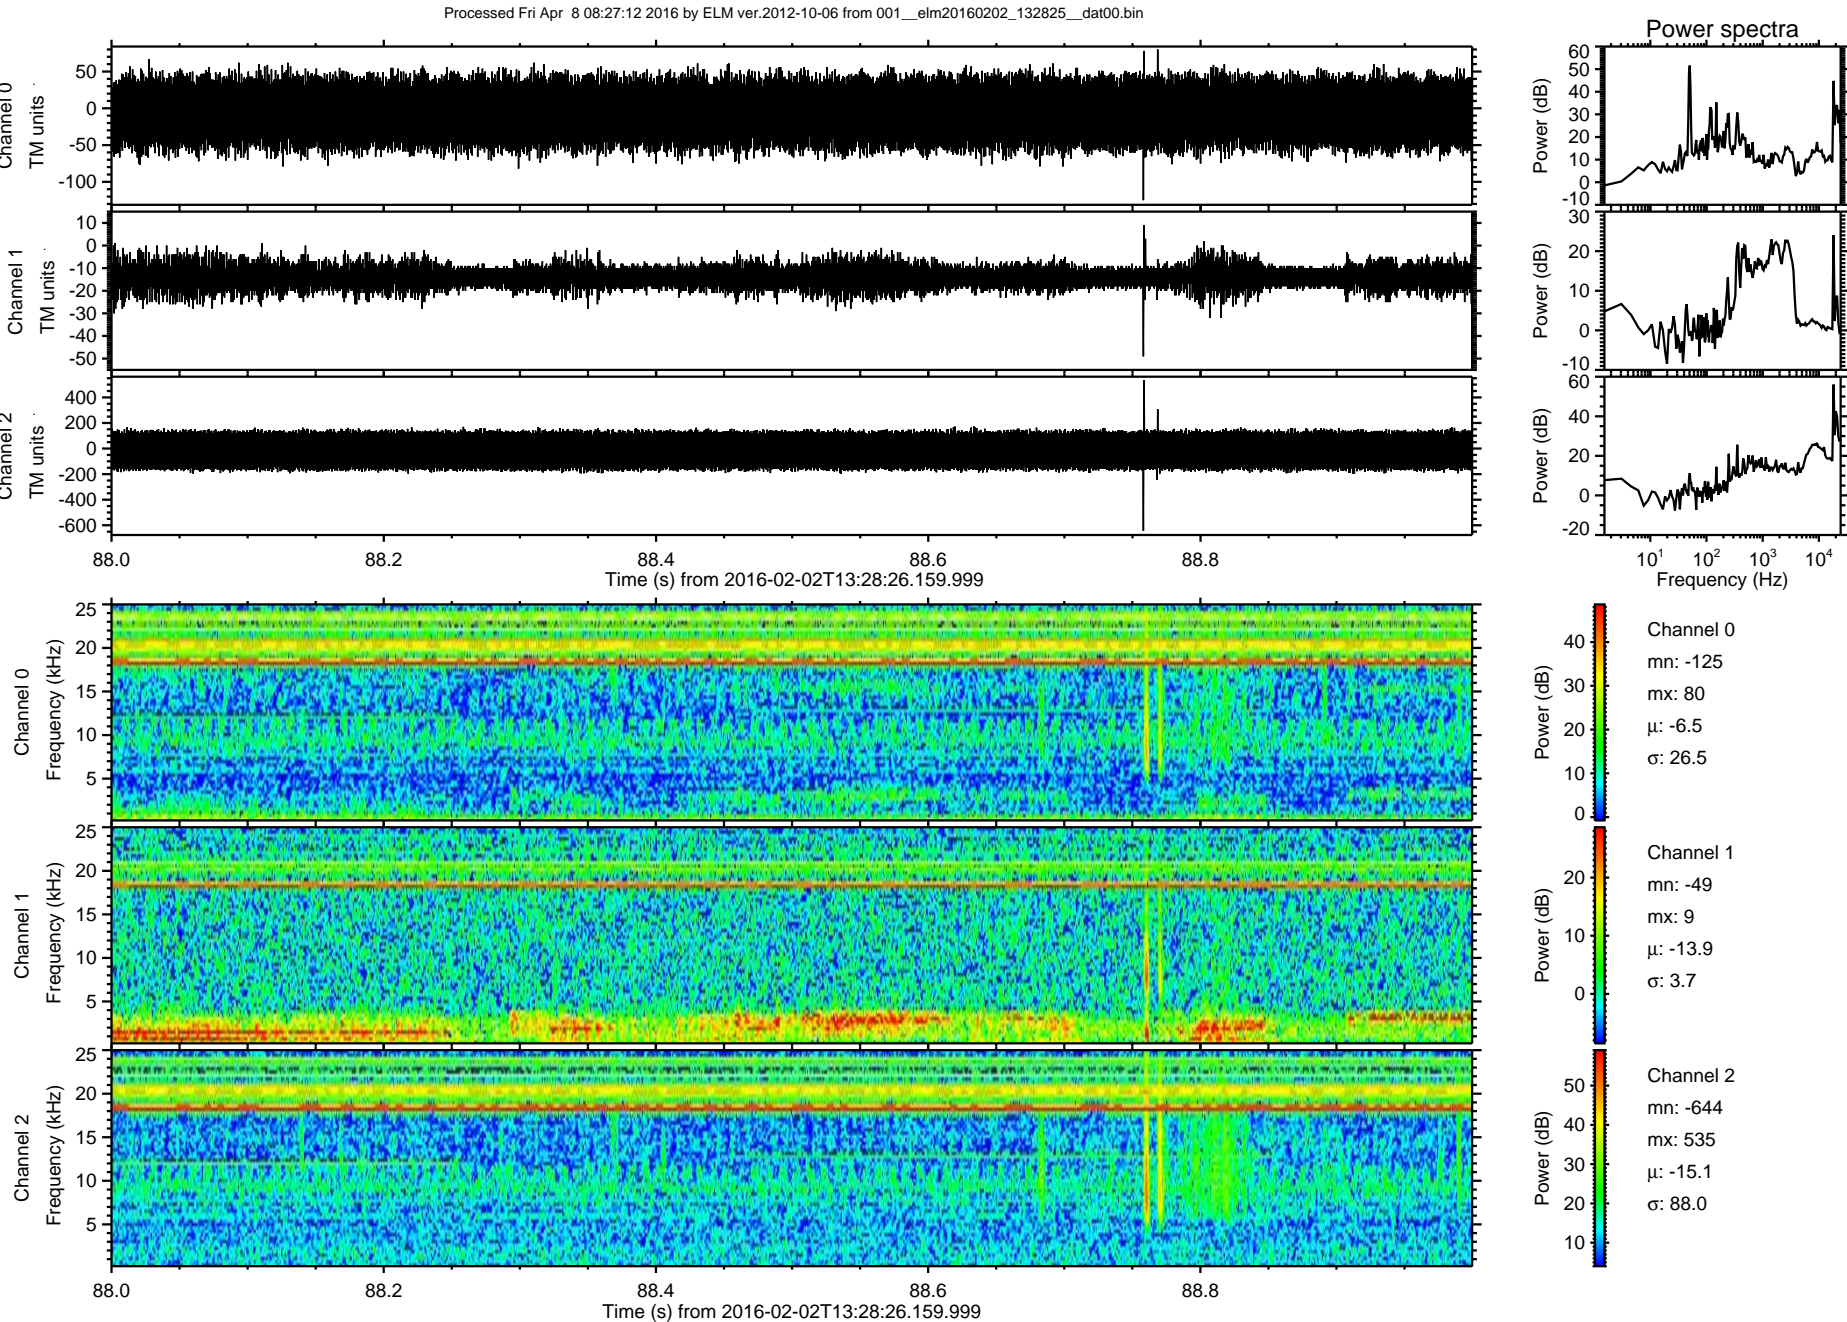 Processed Fri Apr  8 08:27:12 2016 by ELM ver.2012-10-06 from 001__elm20160202_132825__dat00.bin
Power spectra
Channel 0
TM units
50
0
-50
-100
Power (dB)
60
50
40
30
20
10
0
-10
Channel 1
TM units
10
0
-10
-20
-30
-40
-50
Power (dB)
30
20
10
0
-10
Channel 2
TM units
400
200
0
-200
-400
-600
Power (dB)
60
40
20
0
-20
88.0 88.2 88.4 88.6 88.8
Time (s) from 2016-02-02T13:28:26.159.999
10¹ 10² 10³ 10⁴
Frequency (Hz)
Channel 0
Frequency (kHz)
25
20
15
10
5
Power (dB)
40
30
20
10
0
Channel 0
mn: -125
mx: 80
μ: -6.5
σ: 26.5
Channel 1
Frequency (kHz)
25
20
15
10
5
Power (dB)
20
10
0
Channel 1
mn: -49
mx: 9
μ: -13.9
σ: 3.7
Channel 2
Frequency (kHz)
25
20
15
10
5
Power (dB)
50
40
30
20
10
Channel 2
mn: -644
mx: 535
μ: -15.1
σ: 88.0
88.0 88.2 88.4 88.6 88.8
Time (s) from 2016-02-02T13:28:26.159.999